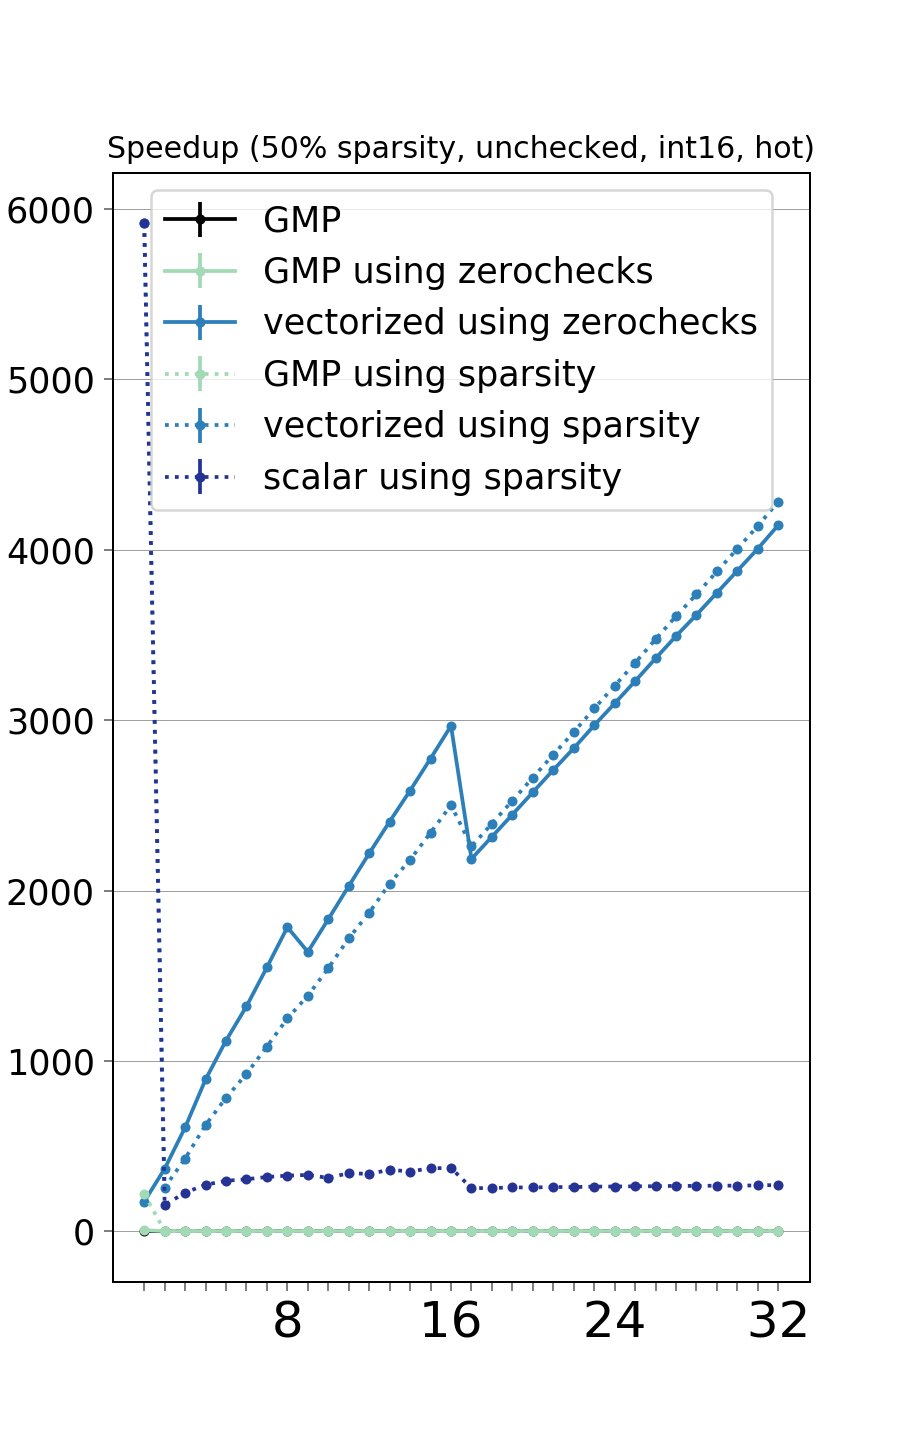 Speedup (50% sparsity, unchecked, int16, hot)
6000
5000
4000
3000
2000
1000
0
GMP
GMP using zerochecks
vectorized using zerochecks
GMP using sparsity
vectorized using sparsity
scalar using sparsity
8 16 24 32